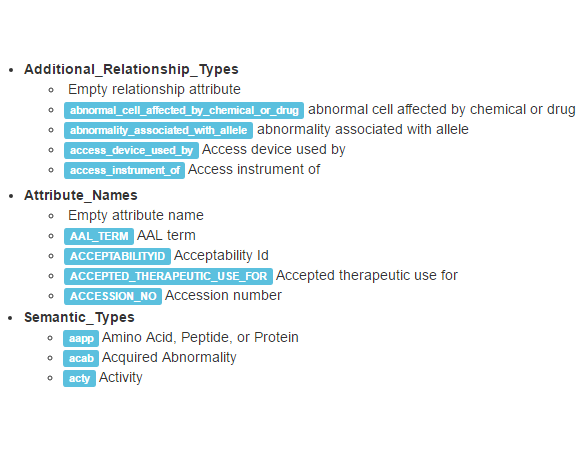 Additional_Relationship_Types
Empty relationship attribute
abnormal_cell_affected_by_chemical_or_drug abnormal cell affected by chemical or drug
abnormality_associated_with_allele abnormality associated with allele
access_device_used_by Access device used by
access_instrument_of Access instrument of
Attribute_Names
Empty attribute name
AAL_TERM AAL term
ACCEPTABILITYID Acceptability Id
ACCEPTED_THERAPEUTIC_USE_FOR Accepted therapeutic use for
ACCESSION_NO Accession number
Semantic_Types
aapp Amino Acid, Peptide, or Protein
acab Acquired Abnormality
acty Activity